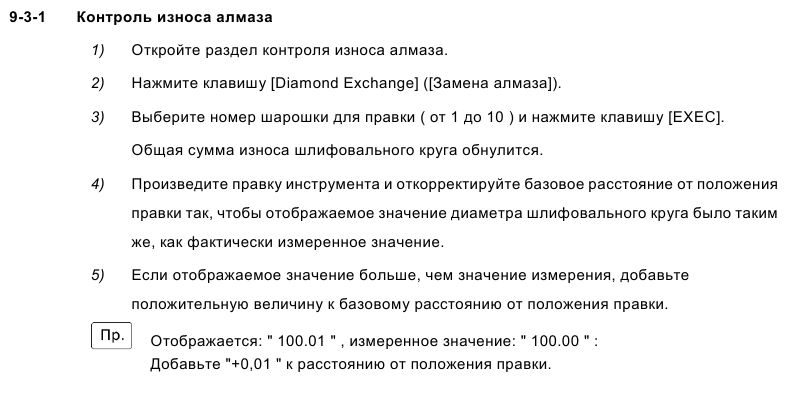 9-3-1 Контроль износа алмаза
1) Откройте раздел контроля износа алмаза.
2) Нажмите клавишу [Diamond Exchange] ([Замена алмаза]).
3) Выберите номер шарошки для правки ( от 1 до 10 ) и нажмите клавишу [EXEC].
Общая сумма износа шлифовального круга обнулится.
4) Произведите правку инструмента и откорректируйте базовое расстояние от положения
правки так, чтобы отображаемое значение диаметра шлифовального круга было таким
же, как фактически измеренное значение.
5) Если отображаемое значение больше, чем значение измерения, добавьте
положительную величину к базовому расстоянию от положения правки.
Пр. Отображается: " 100.01 " , измеренное значение: " 100.00 " :
Добавьте "+0,01 " к расстоянию от положения правки.